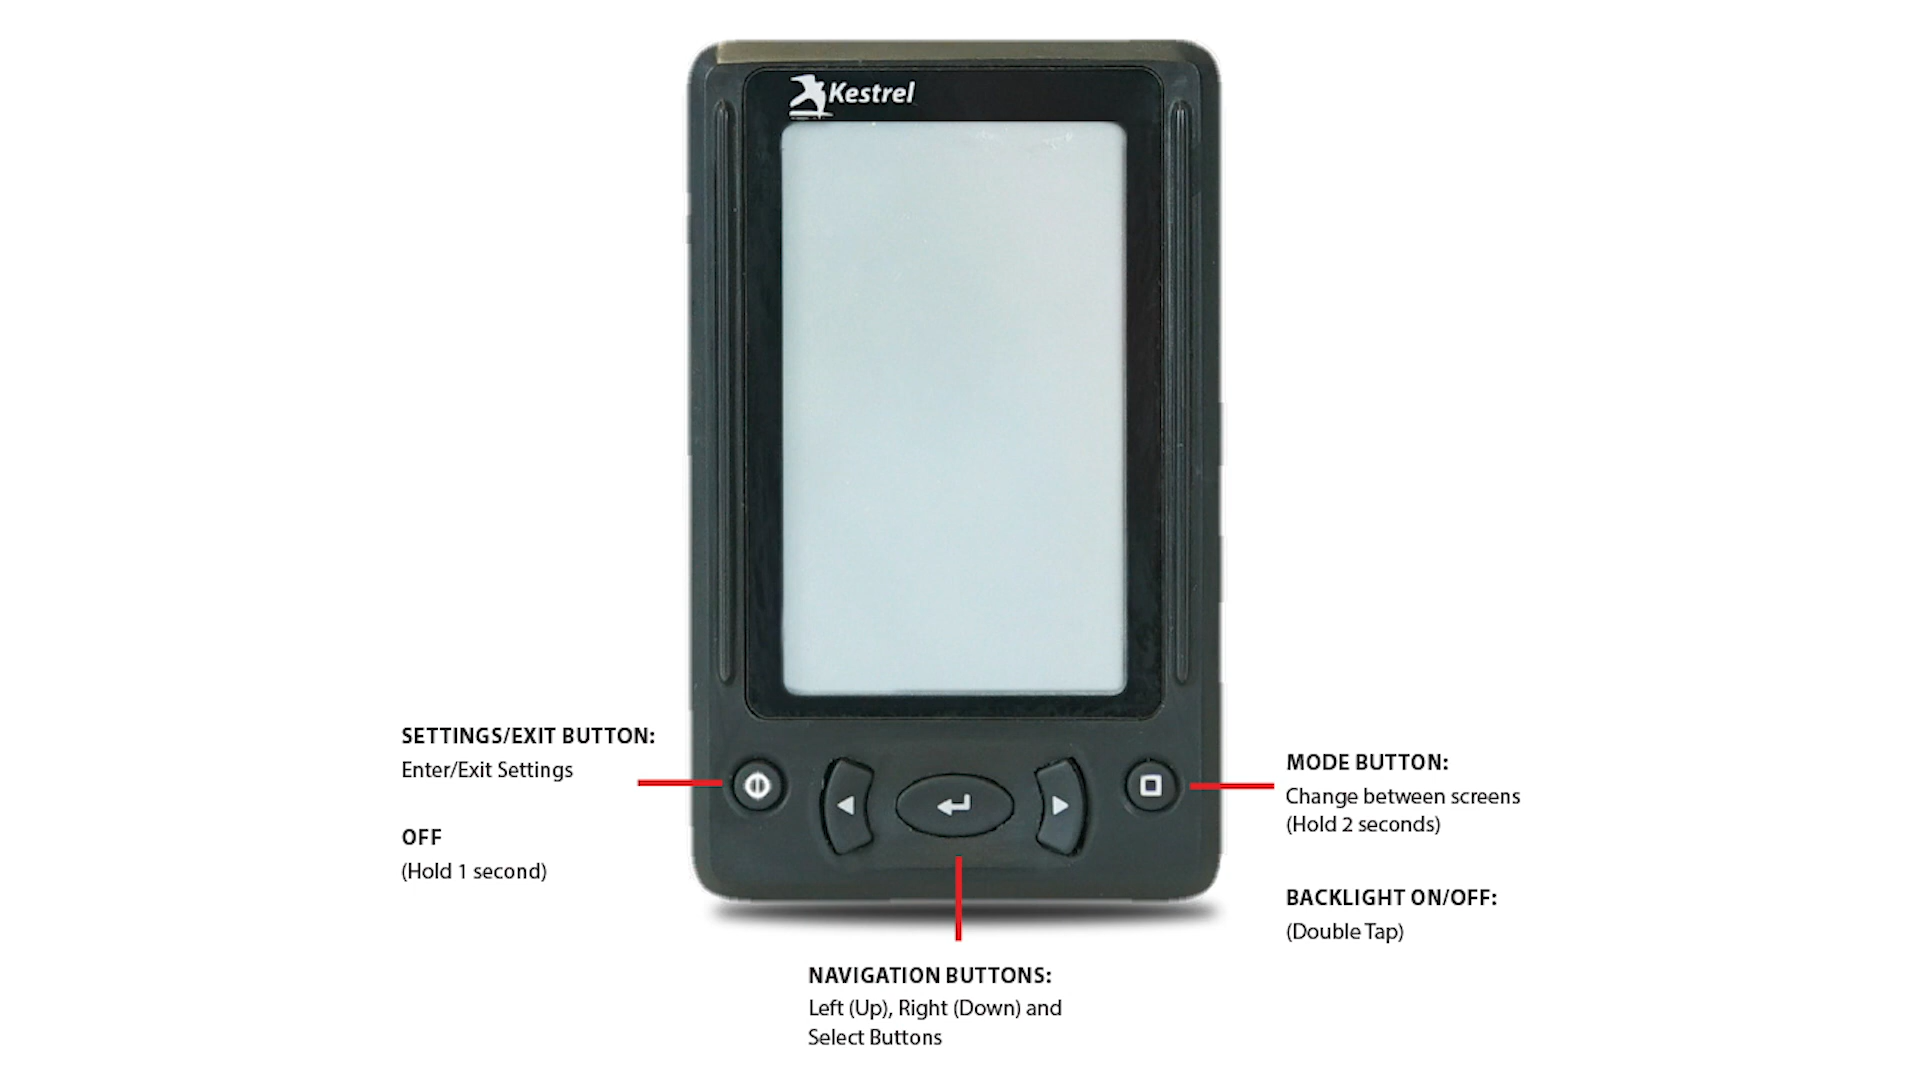 Kestrel
SETTINGS/EXIT BUTTON:
Enter/Exit Settings
OFF
(Hold 1 second)
MODE BUTTON:
Change between screens
(Hold 2 seconds)
BACKLIGHT ON/OFF:
(Double Tap)
NAVIGATION BUTTONS:
Left (Up), Right (Down) and
Select Buttons